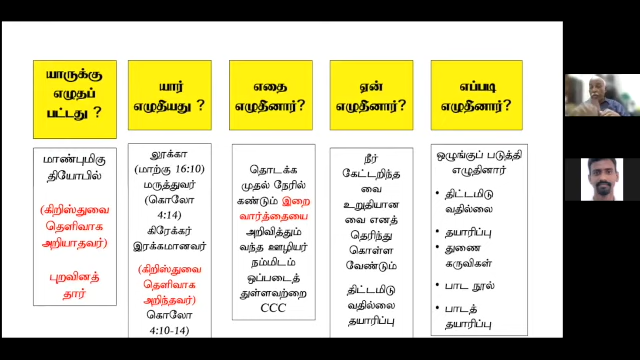 யாருக்கு
எழுதப்
பட்டது ?
யார்
எழுதீயது ?
எதை
எழுதீனார்?
ஏன்
எழுதீனார்?
எப்படி
எழுதீனார்?
மாண்புமிகு
தியோபில்
(கிறிஸ்துவை
தெளிவாக
அறியாதவர்)
புறவினத்
தார்
லூக்கா
(மாற்கு 16:10)
மருத்துவர்
(கொலோ
4:14)
கிரேக்கர்
இரக்கமானவர்
(கிறிஸ்துவை
தெளிவாக
அறிந்தவர்)
கொலோ
4:10-14)
தொடக்க
முதல் நேரில்
கண்டும் இறை
வார்த்தையை
அறிவித்தும்
வந்த ஊழியர்
நம்மிடம்
ஒப்படைத்
துள்ளவற்றை
CCC
நீர்
கேட்டறிந்த
வை
உறுதியான
வை எனத்
தெரிந்து
கொள்ள
வேண்டும்
திட்டமிடு
வதில்லை
தயாரிப்பு
ஒழுங்குப் படுத்தி
எழுதினார்
• திட்டமிடு
வதில்லை
• தயாரிப்பு
• துணை
கருவிகள்
• பாட நூல்
• பாடத்
தயாரிப்பு